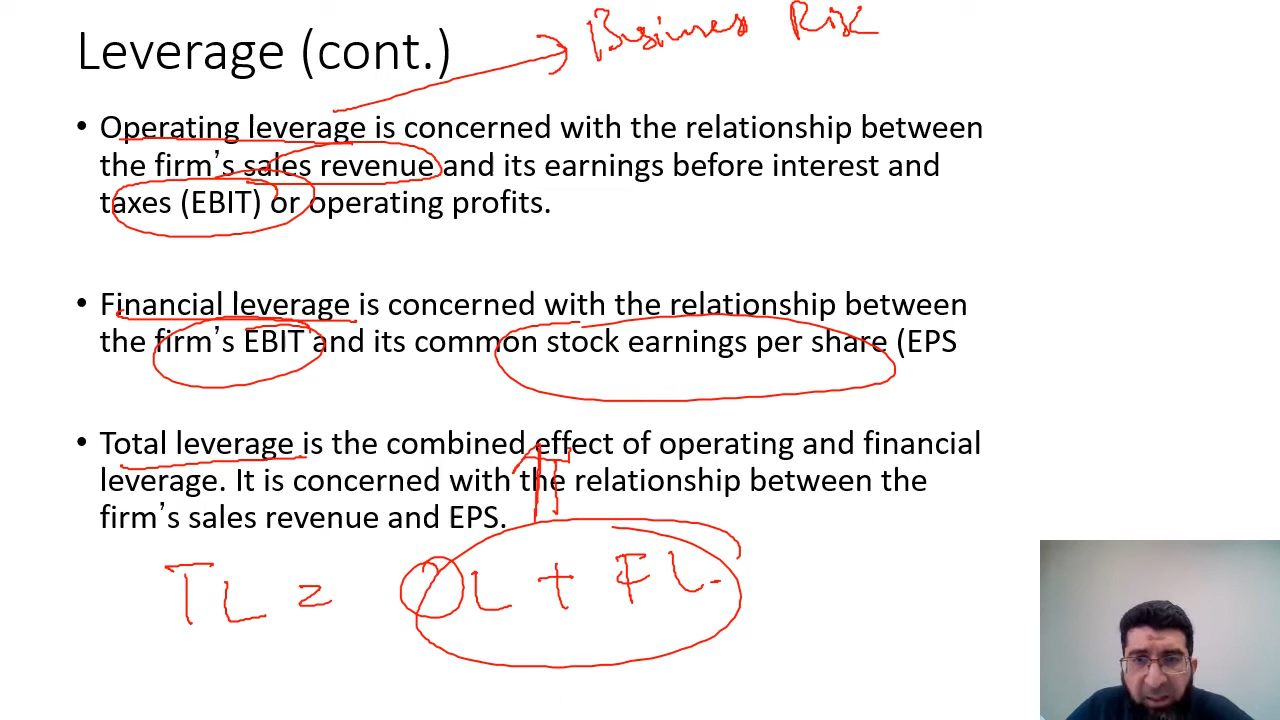 Leverage (cont.)
Business Risk
• Operating leverage is concerned with the relationship between
the firm's sales revenue and its earnings before interest and
taxes (EBIT) or operating profits.
• Financial leverage is concerned with the relationship between
the firm's EBIT and its common stock earnings per share (EPS
• Total leverage is the combined effect of operating and financial
leverage. It is concerned with the relationship between the
firm's sales revenue and EPS.
TL = OL + FL